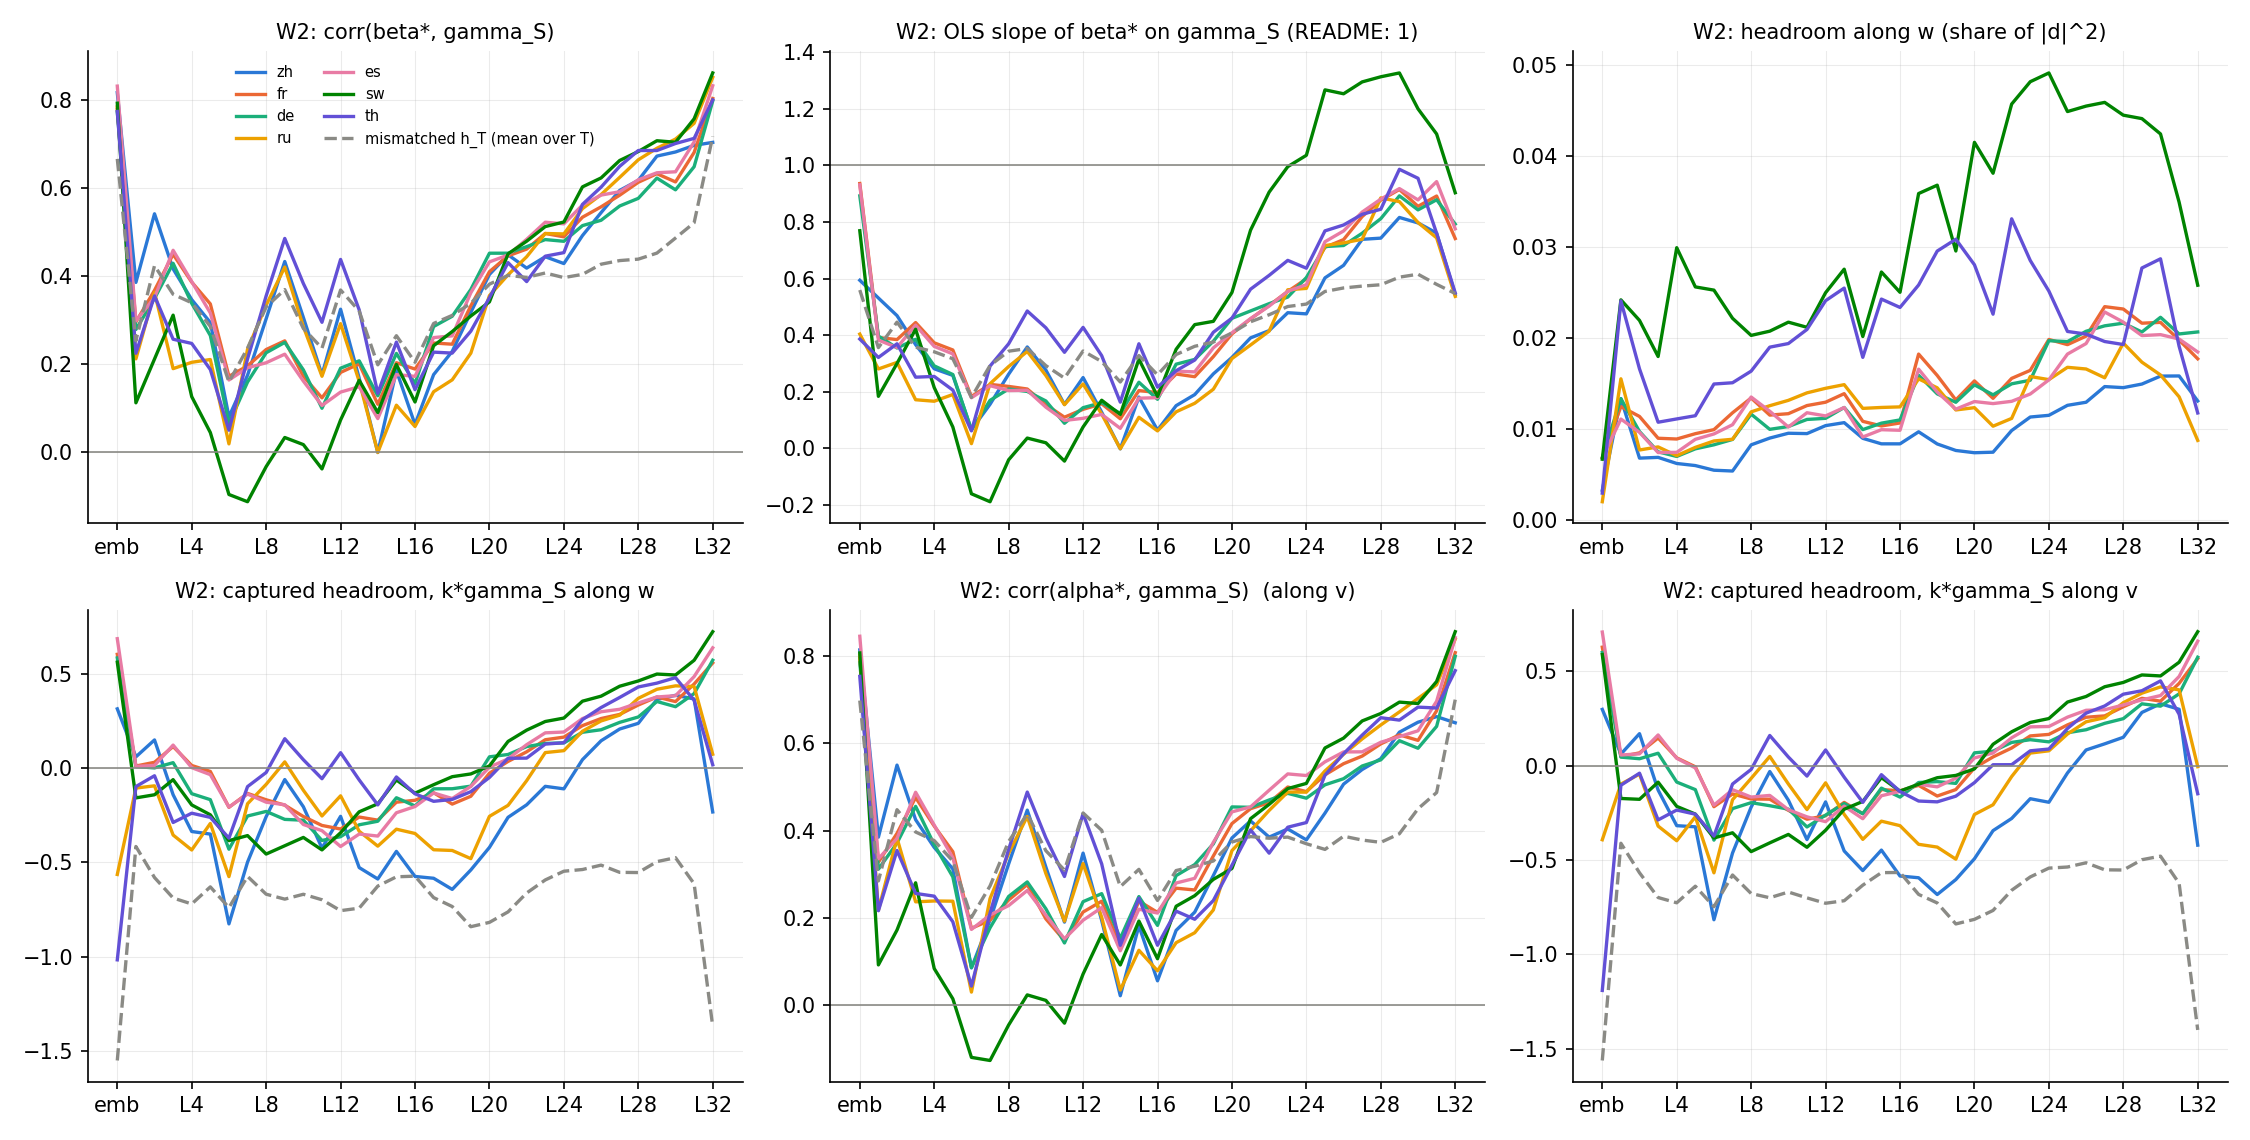 W2: corr(beta*, gamma_S)
zh
fr
de
ru
es
sw
th
mismatched h_T (mean over T)
0.8
0.6
0.4
0.2
0.0
emb L4 L8 L12 L16 L20 L24 L28 L32
W2: OLS slope of beta* on gamma_S (README: 1)
1.4
1.2
1.0
0.8
0.6
0.4
0.2
0.0
−0.2
emb L4 L8 L12 L16 L20 L24 L28 L32
W2: headroom along w (share of |d|^2)
0.05
0.04
0.03
0.02
0.01
0.00
emb L4 L8 L12 L16 L20 L24 L28 L32
W2: captured headroom, k*gamma_S along w
0.5
0.0
−0.5
−1.0
−1.5
emb L4 L8 L12 L16 L20 L24 L28 L32
W2: corr(alpha*, gamma_S) (along v)
0.8
0.6
0.4
0.2
0.0
emb L4 L8 L12 L16 L20 L24 L28 L32
W2: captured headroom, k*gamma_S along v
0.5
0.0
−0.5
−1.0
−1.5
emb L4 L8 L12 L16 L20 L24 L28 L32